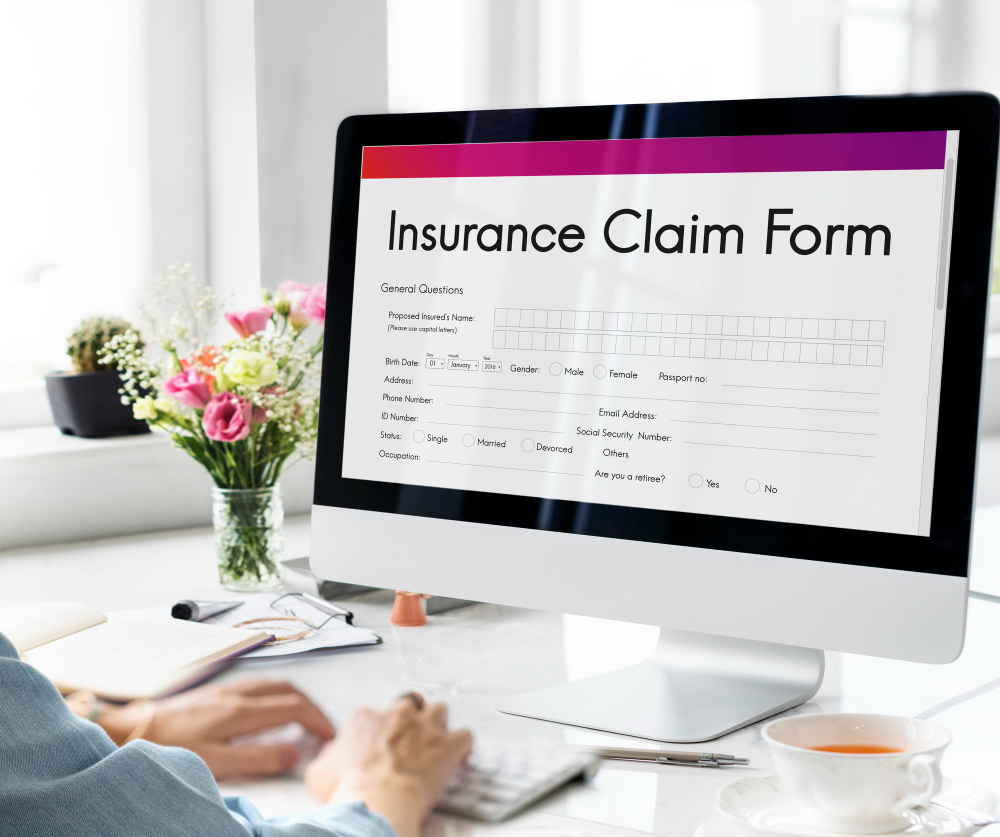 Insurance Claim Form
General Questions
Proposed Insured's Name:
(Please use capital letters)
Day Month Year
Birth Date: 01 January 2016 Gender: Male Female Passport no:
Address:
Phone Number: Email Address:
ID Number: Social Security Number:
Status: Single Married Devorced Others
Occupation: Are you a retiree? Yes No